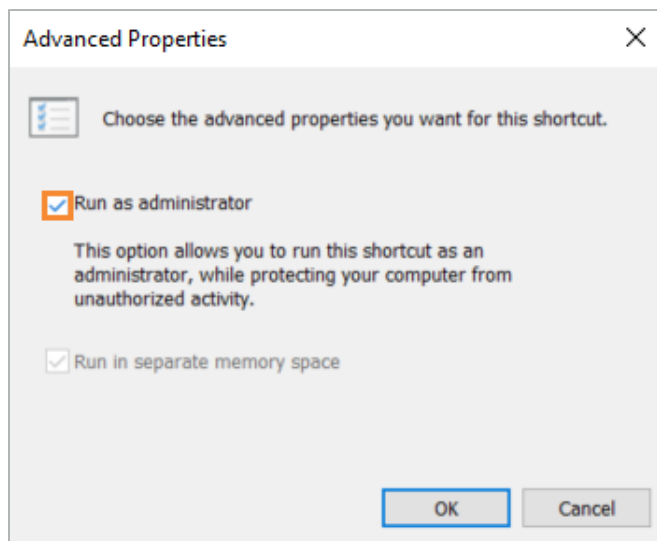 Advanced Properties
Choose the advanced properties you want for this shortcut.
Run as administrator
This option allows you to run this shortcut as an
administrator, while protecting your computer from
unauthorized activity.
Run in separate memory space
OK
Cancel